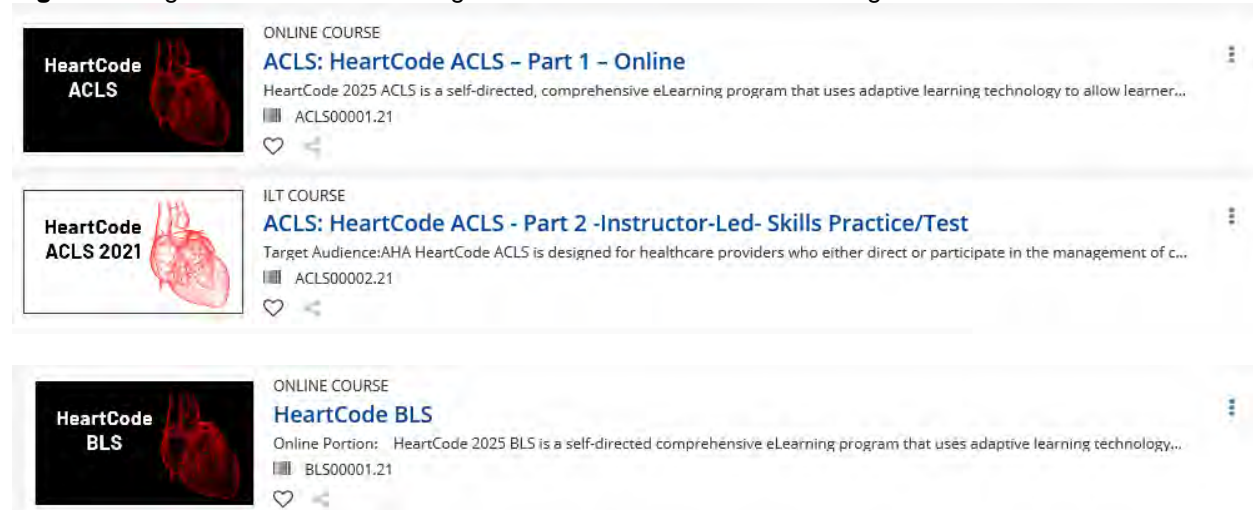 HeartCode
ACLS
ONLINE COURSE
ACLS: HeartCode ACLS – Part 1 – Online
HeartCode 2025 ACLS is a self-directed, comprehensive eLearning program that uses adaptive learning technology to allow learner...
ACLS00001.21
HeartCode
ACLS 2021
ILT COURSE
ACLS: HeartCode ACLS - Part 2 -Instructor-Led- Skills Practice/Test
Target Audience:AHA HeartCode ACLS is designed for healthcare providers who either direct or participate in the management of c...
ACLS00002.21
HeartCode
BLS
ONLINE COURSE
HeartCode BLS
Online Portion: HeartCode 2025 BLS is a self-directed comprehensive eLearning program that uses adaptive learning technology...
BLS00001.21